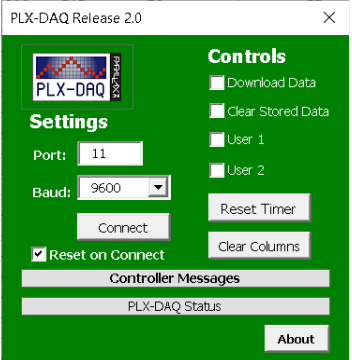 PLX-DAQ Release 2.0
PLX-DAQ
PARALLAX
Settings
Port: 11
Baud: 9600
Connect
Reset on Connect
Controls
Download Data
Clear Stored Data
User 1
User 2
Reset Timer
Clear Columns
Controller Messages
PLX-DAQ Status
About